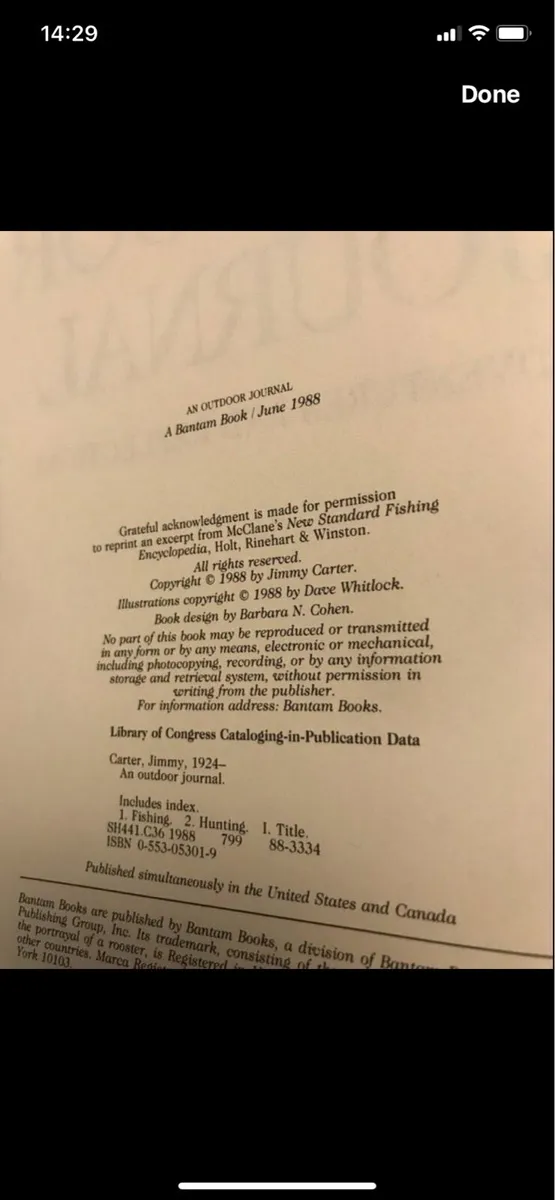 14:29
Done
AN OUTDOOR JOURNAL
A Bantam Book / June 1988
Grateful acknowledgment is made for permission
to reprint an excerpt from McClane's New Standard Fishing
Encyclopedia, Holt, Rinehart & Winston.
All rights reserved.
Copyright © 1988 by Jimmy Carter.
Illustrations copyright © 1988 by Dave Whitlock.
Book design by Barbara N. Cohen.
No part of this book may be reproduced or transmitted
in any form or by any means, electronic or mechanical,
including photocopying, recording, or by any information
storage and retrieval system, without permission in
writing from the publisher.
For information address: Bantam Books.
Library of Congress Cataloging-in-Publication Data
Carter, Jimmy, 1924–
An outdoor journal.
Includes index.
1. Fishing. 2. Hunting. I. Title.
SH441.C36 1988 799 88-3334
ISBN 0-553-05301-9
Published simultaneously in the United States and Canada
Bantam Books are published by Bantam Books, a division of
Publishing Group, Inc. Its trademark, consisting of
the portrayal of a rooster, is Registered
other countries. Marca
York 10103.